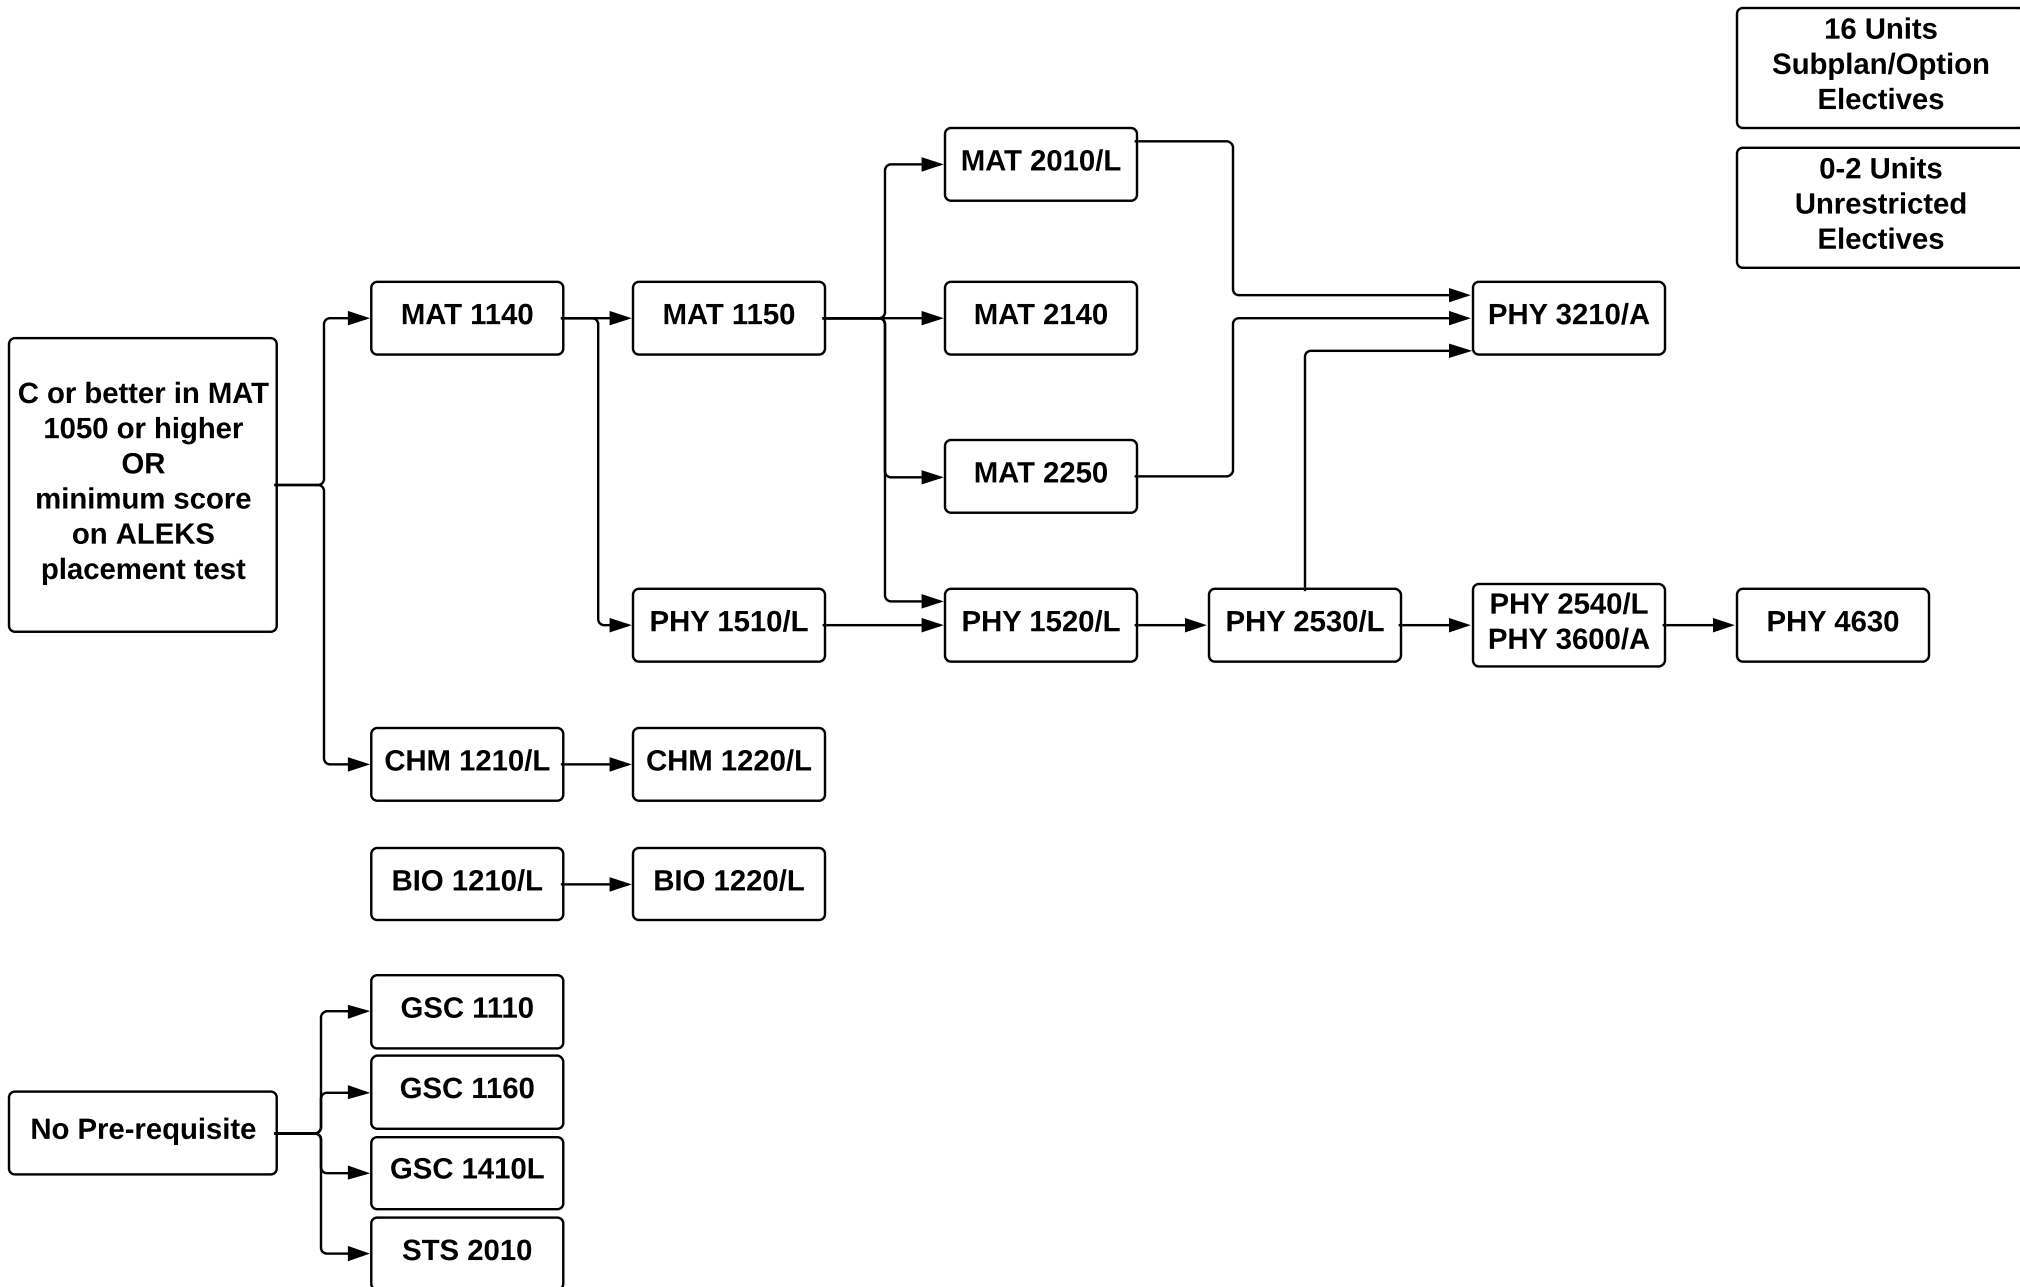 16 Units
Subplan/Option
Electives
0-2 Units
Unrestricted
Electives
MAT 2010/L
MAT 1140
MAT 1150
MAT 2140
PHY 3210/A
C or better in MAT
1050 or higher
OR
minimum score
on ALEKS
placement test
MAT 2250
PHY 1510/L
PHY 1520/L
PHY 2530/L
PHY 2540/L
PHY 3600/A
PHY 4630
CHM 1210/L
CHM 1220/L
BIO 1210/L
BIO 1220/L
No Pre-requisite
GSC 1110
GSC 1160
GSC 1410L
STS 2010